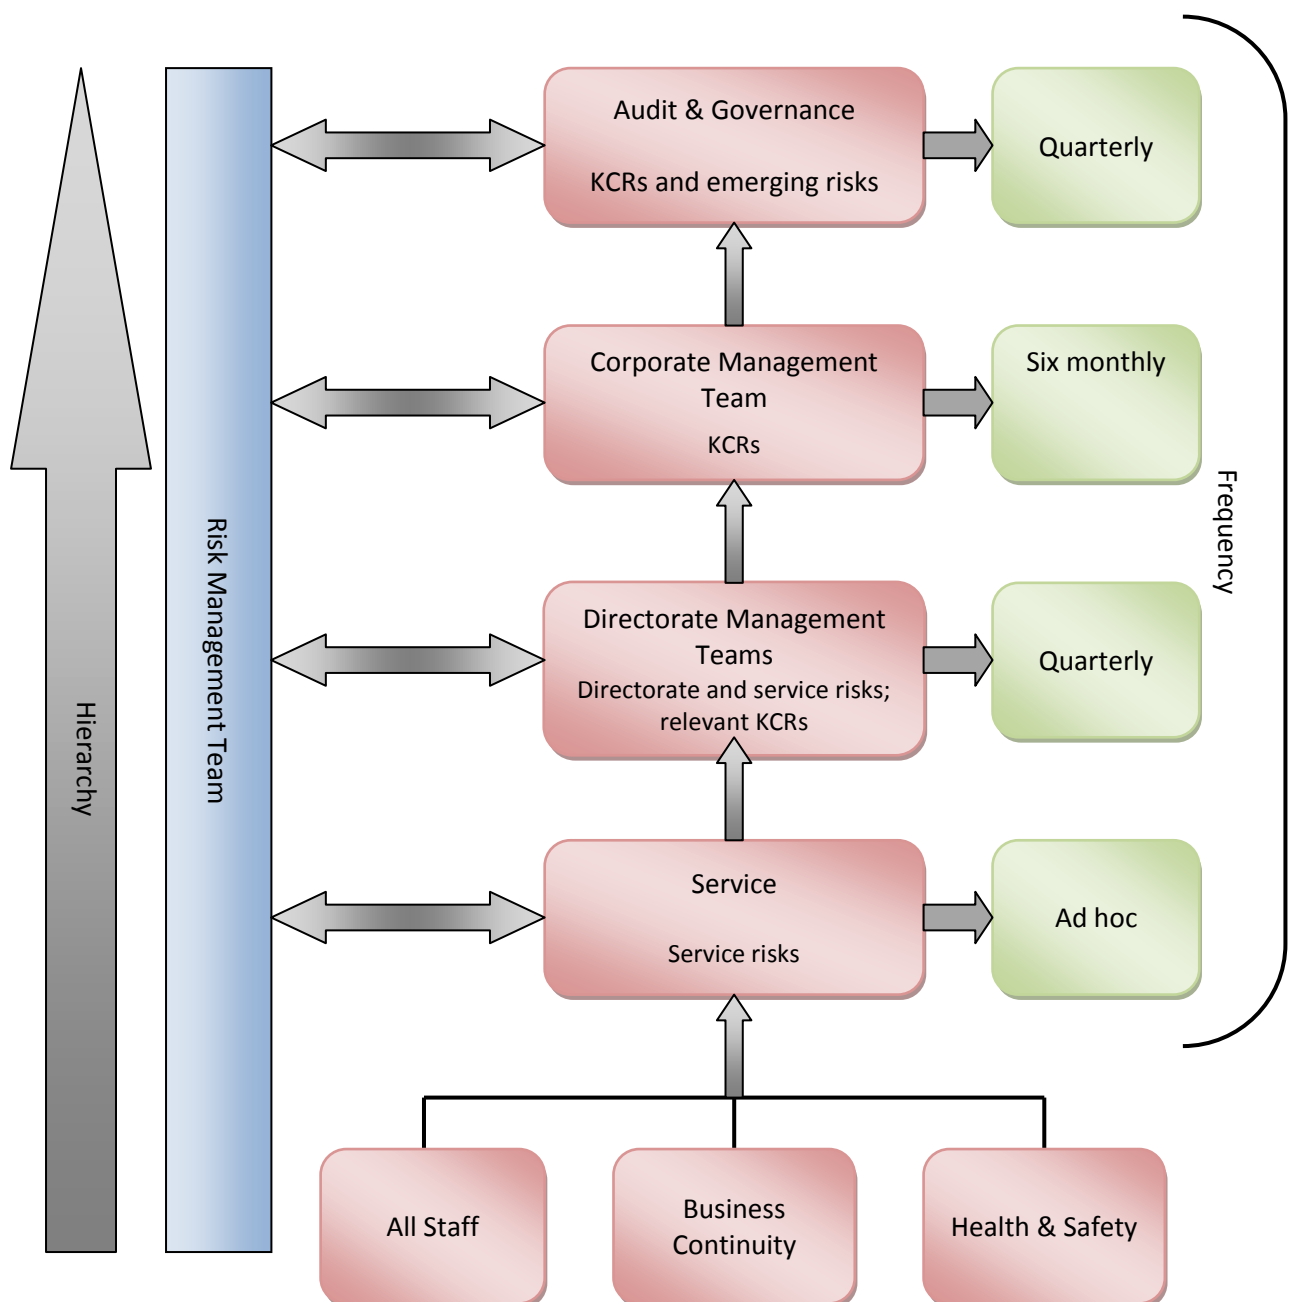 Audit & Governance
KCRs and emerging risks
Quarterly
Corporate Management
Team
KCRs
Six monthly
Frequency
Risk Management Team
Hierarchy
Directorate Management
Teams
Directorate and service risks;
relevant KCRs
Quarterly
Service
Service risks
Ad hoc
All Staff
Business
Continuity
Health & Safety